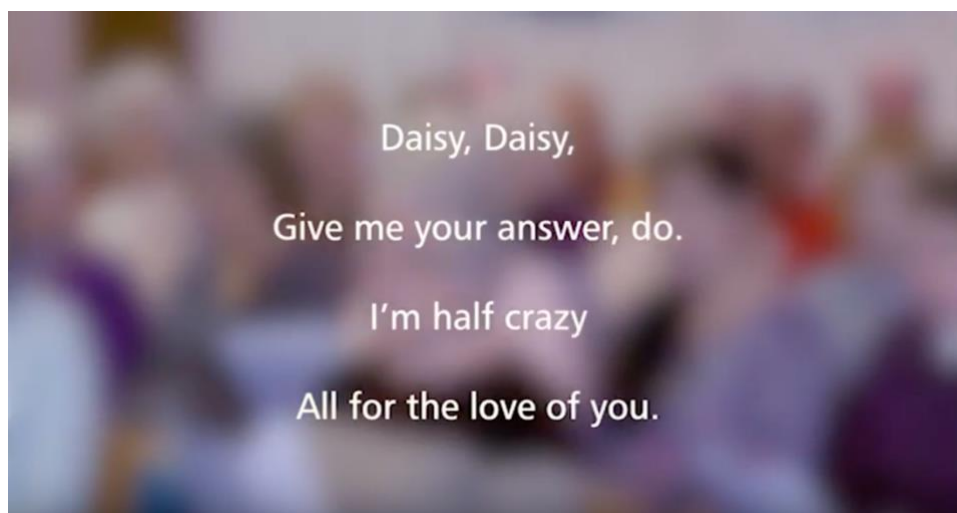 Daisy, Daisy,
Give me your answer, do.
I'm half crazy
All for the love of you.